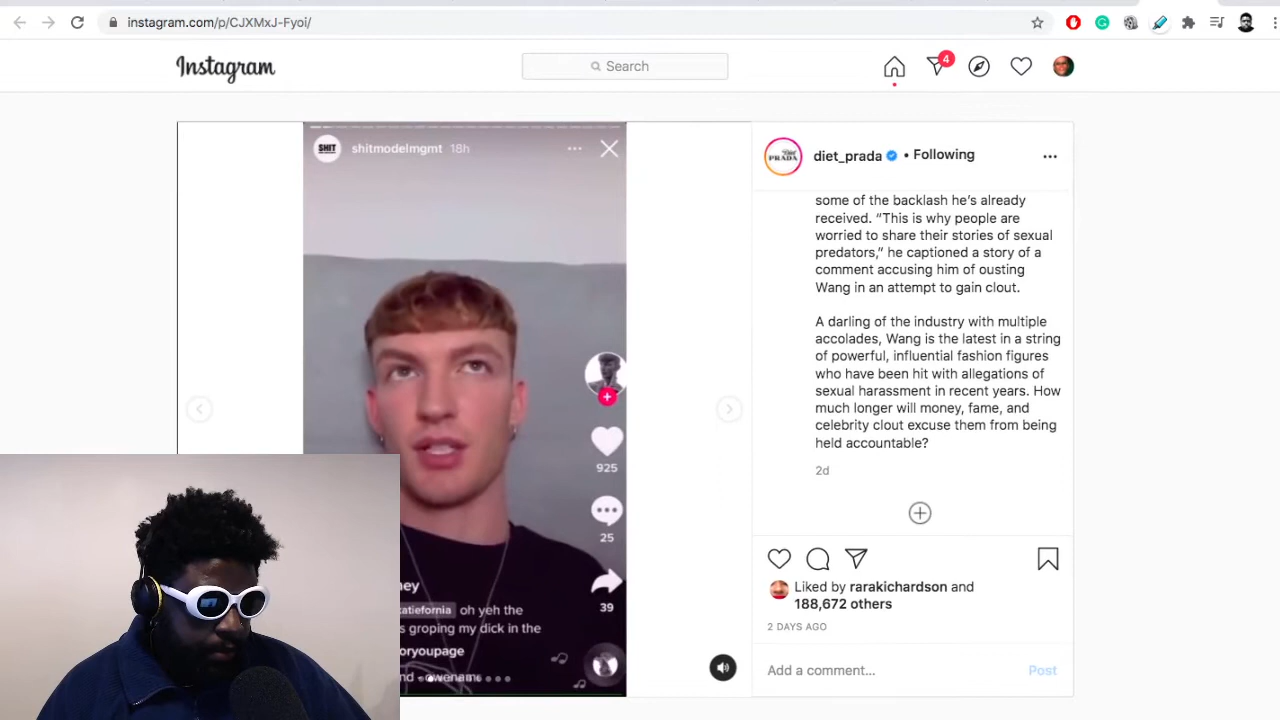 instagram.com/p/CJXMxJ-Fyoi/
Instagram
Search
4
SHIT
shitmodelmgmt 18h
925
25
39
ney
katiefornia oh yeh the
s groping my dick in the
oryoupage
PRADA
diet_prada • Following
some of the backlash he's already
received. “This is why people are
worried to share their stories of sexual
predators,” he captioned a story of a
comment accusing him of ousting
Wang in an attempt to gain clout.
A darling of the industry with multiple
accolades, Wang is the latest in a string
of powerful, influential fashion figures
who have been hit with allegations of
sexual harassment in recent years. How
much longer will money, fame, and
celebrity clout excuse them from being
held accountable?
2d
Liked by rarakichardson and
188,672 others
2 DAYS AGO
Add a comment...
Post